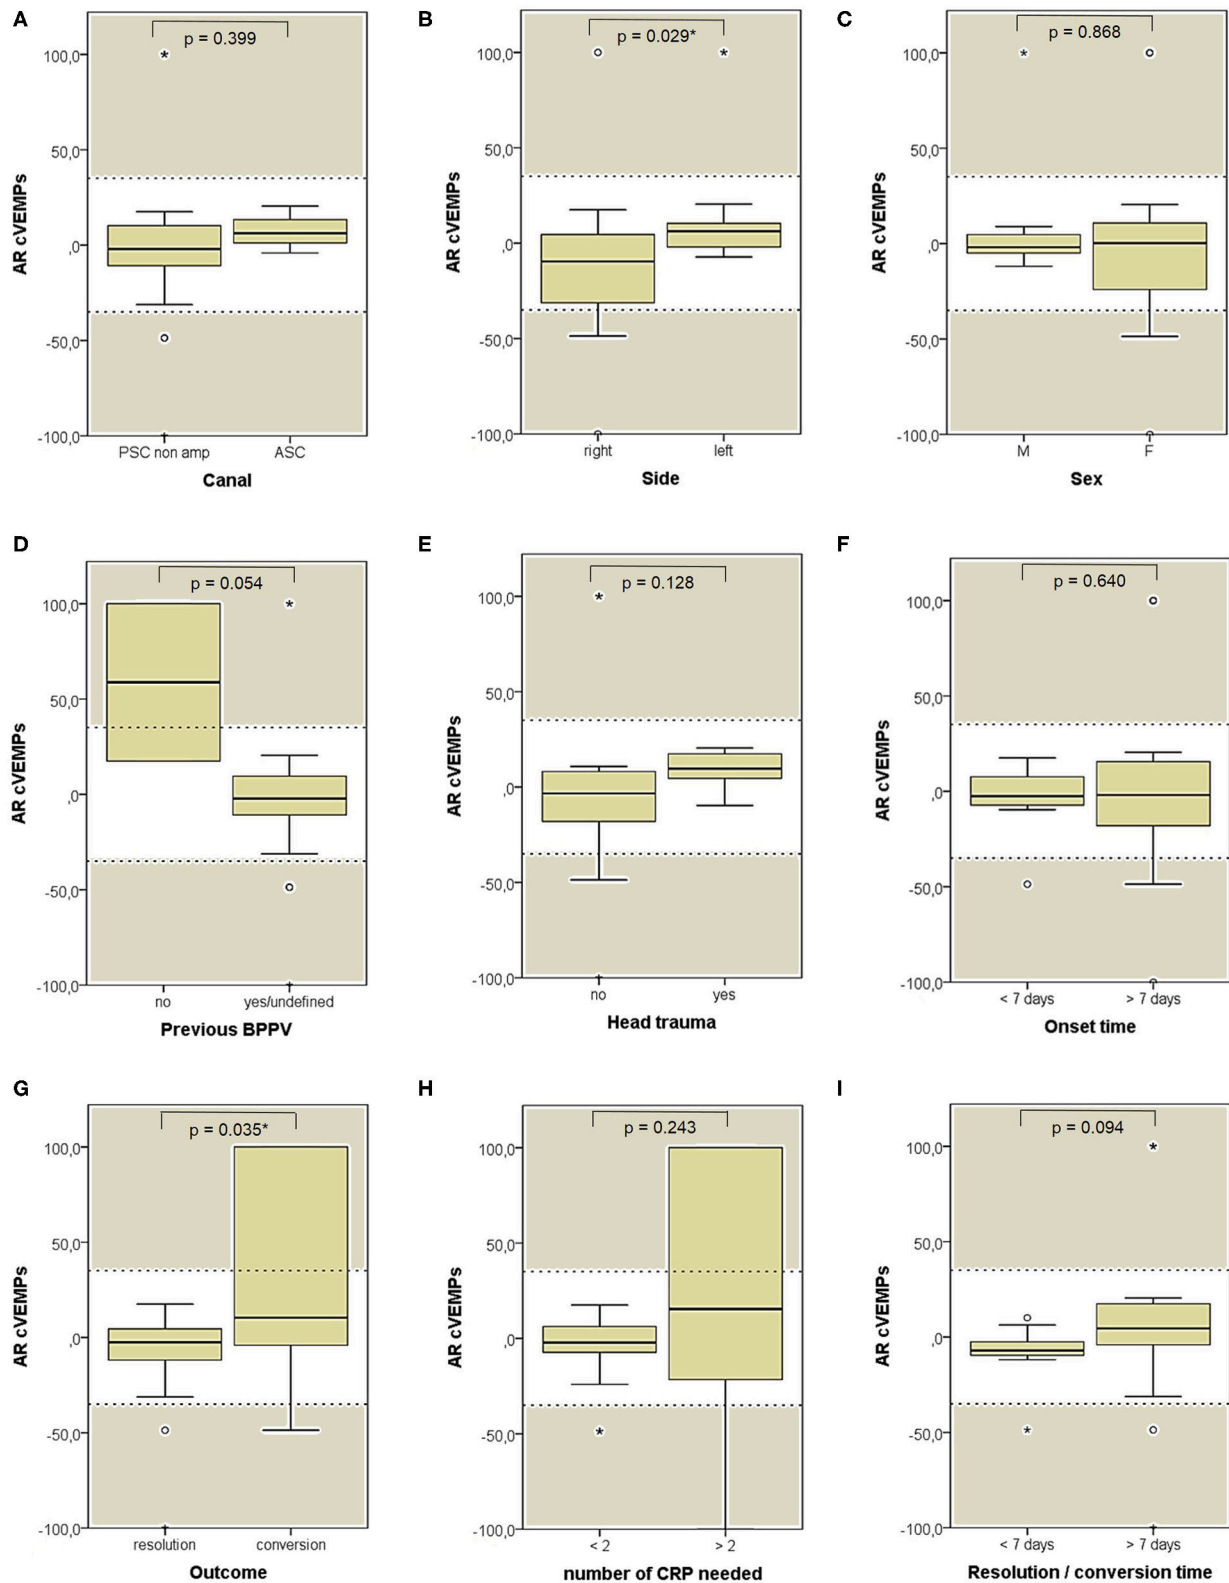 A
p = 0.399
100,0
50,0
,0
-50,0
-100,0
AR cVEMPs
PSC non amp
ASC
Canal
B
p = 0.029*
100,0
50,0
,0
-50,0
-100,0
AR cVEMPs
right
left
Side
C
p = 0.868
100,0
50,0
,0
-50,0
-100,0
AR cVEMPs
M
F
Sex
D
p = 0.054
100,0
50,0
,0
-50,0
-100,0
AR cVEMPs
no
yes/undefined
Previous BPPV
E
p = 0.128
100,0
50,0
,0
-50,0
-100,0
AR cVEMPs
no
yes
Head trauma
F
p = 0.640
100,0
50,0
,0
-50,0
-100,0
AR cVEMPs
< 7 days
> 7 days
Onset time
G
p = 0.035*
100,0
50,0
,0
-50,0
-100,0
AR cVEMPs
resolution
conversion
Outcome
H
p = 0.243
100,0
50,0
,0
-50,0
-100,0
AR cVEMPs
< 2
> 2
number of CRP needed
I
p = 0.094
100,0
50,0
,0
-50,0
-100,0
AR cVEMPs
< 7 days
> 7 days
Resolution / conversion time